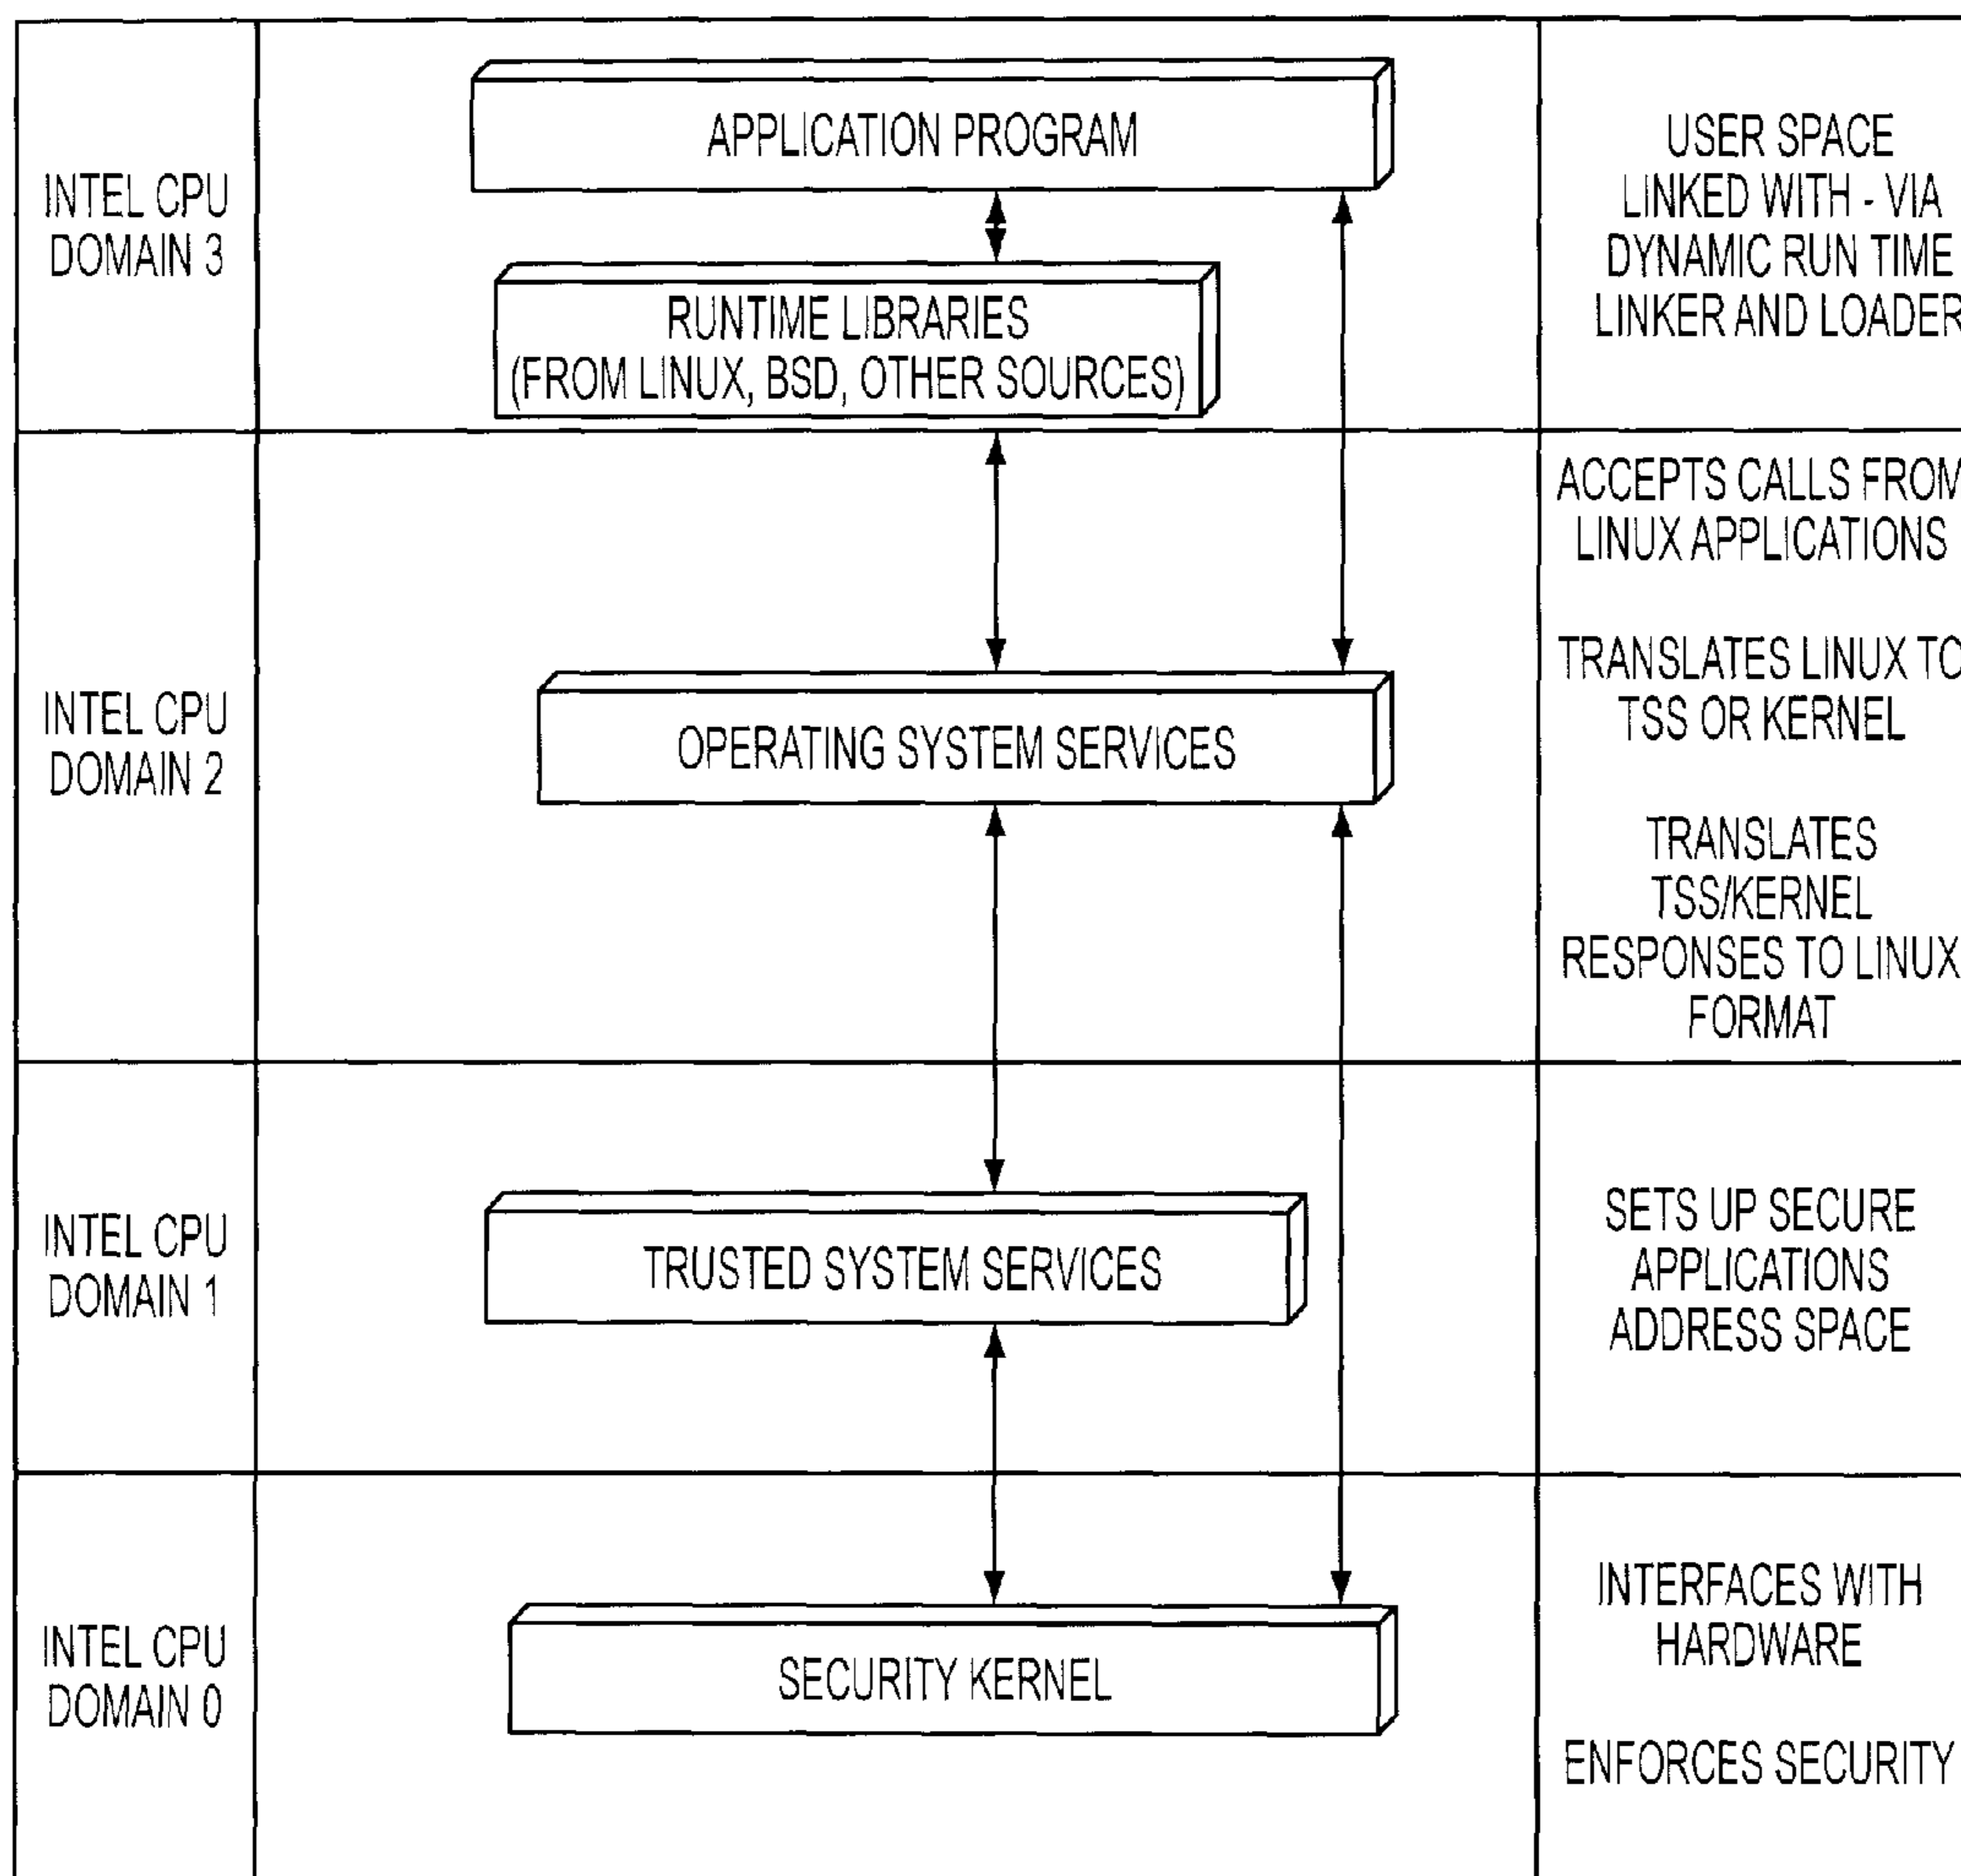 INTEL CPU
DOMAIN 3
APPLICATION PROGRAM
RUNTIME LIBRARIES
(FROM LINUX, BSD, OTHER SOURCES)
USER SPACE
LINKED WITH - VIA
DYNAMIC RUN TIME
LINKER AND LOADER
INTEL CPU
DOMAIN 2
OPERATING SYSTEM SERVICES
ACCEPTS CALLS FROM
LINUX APPLICATIONS
TRANSLATES LINUX TO
TSS OR KERNEL
TRANSLATES
TSS/KERNEL
RESPONSES TO LINUX
FORMAT
INTEL CPU
DOMAIN 1
TRUSTED SYSTEM SERVICES
SETS UP SECURE
APPLICATIONS
ADDRESS SPACE
INTEL CPU
DOMAIN 0
SECURITY KERNEL
INTERFACES WITH
HARDWARE
ENFORCES SECURITY